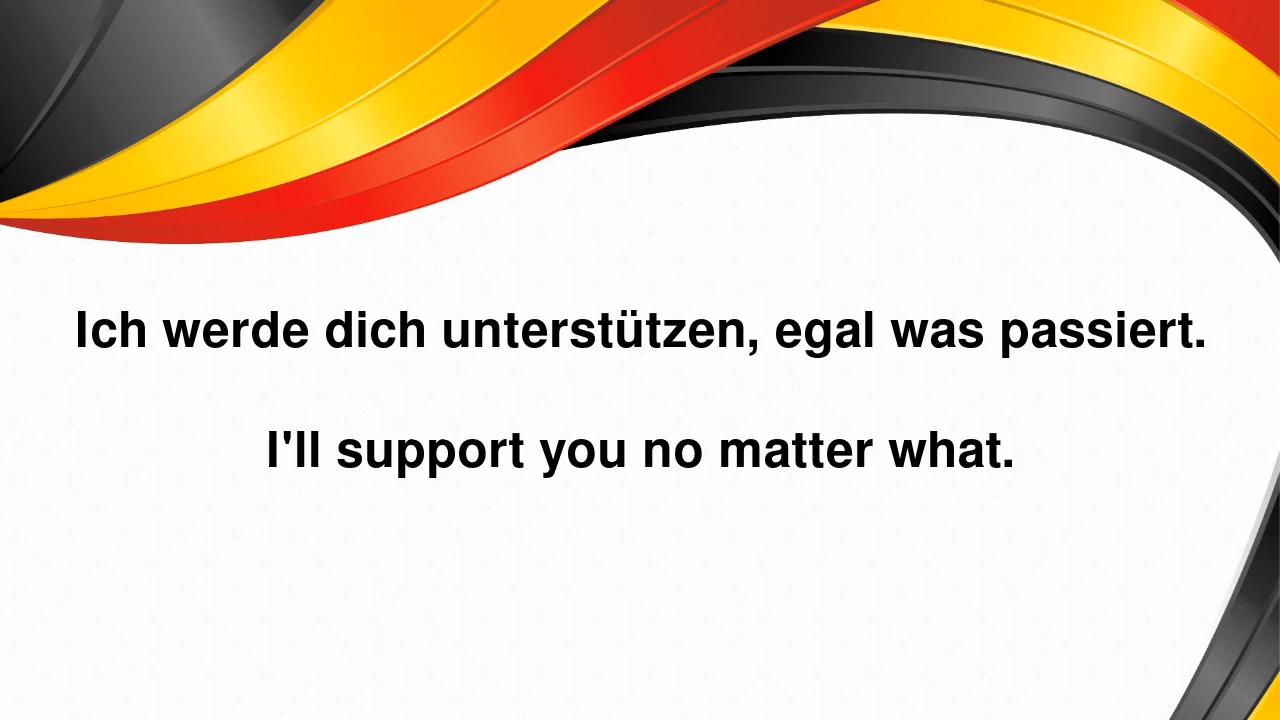 Ich werde dich unterstützen, egal was passiert.
I'll support you no matter what.